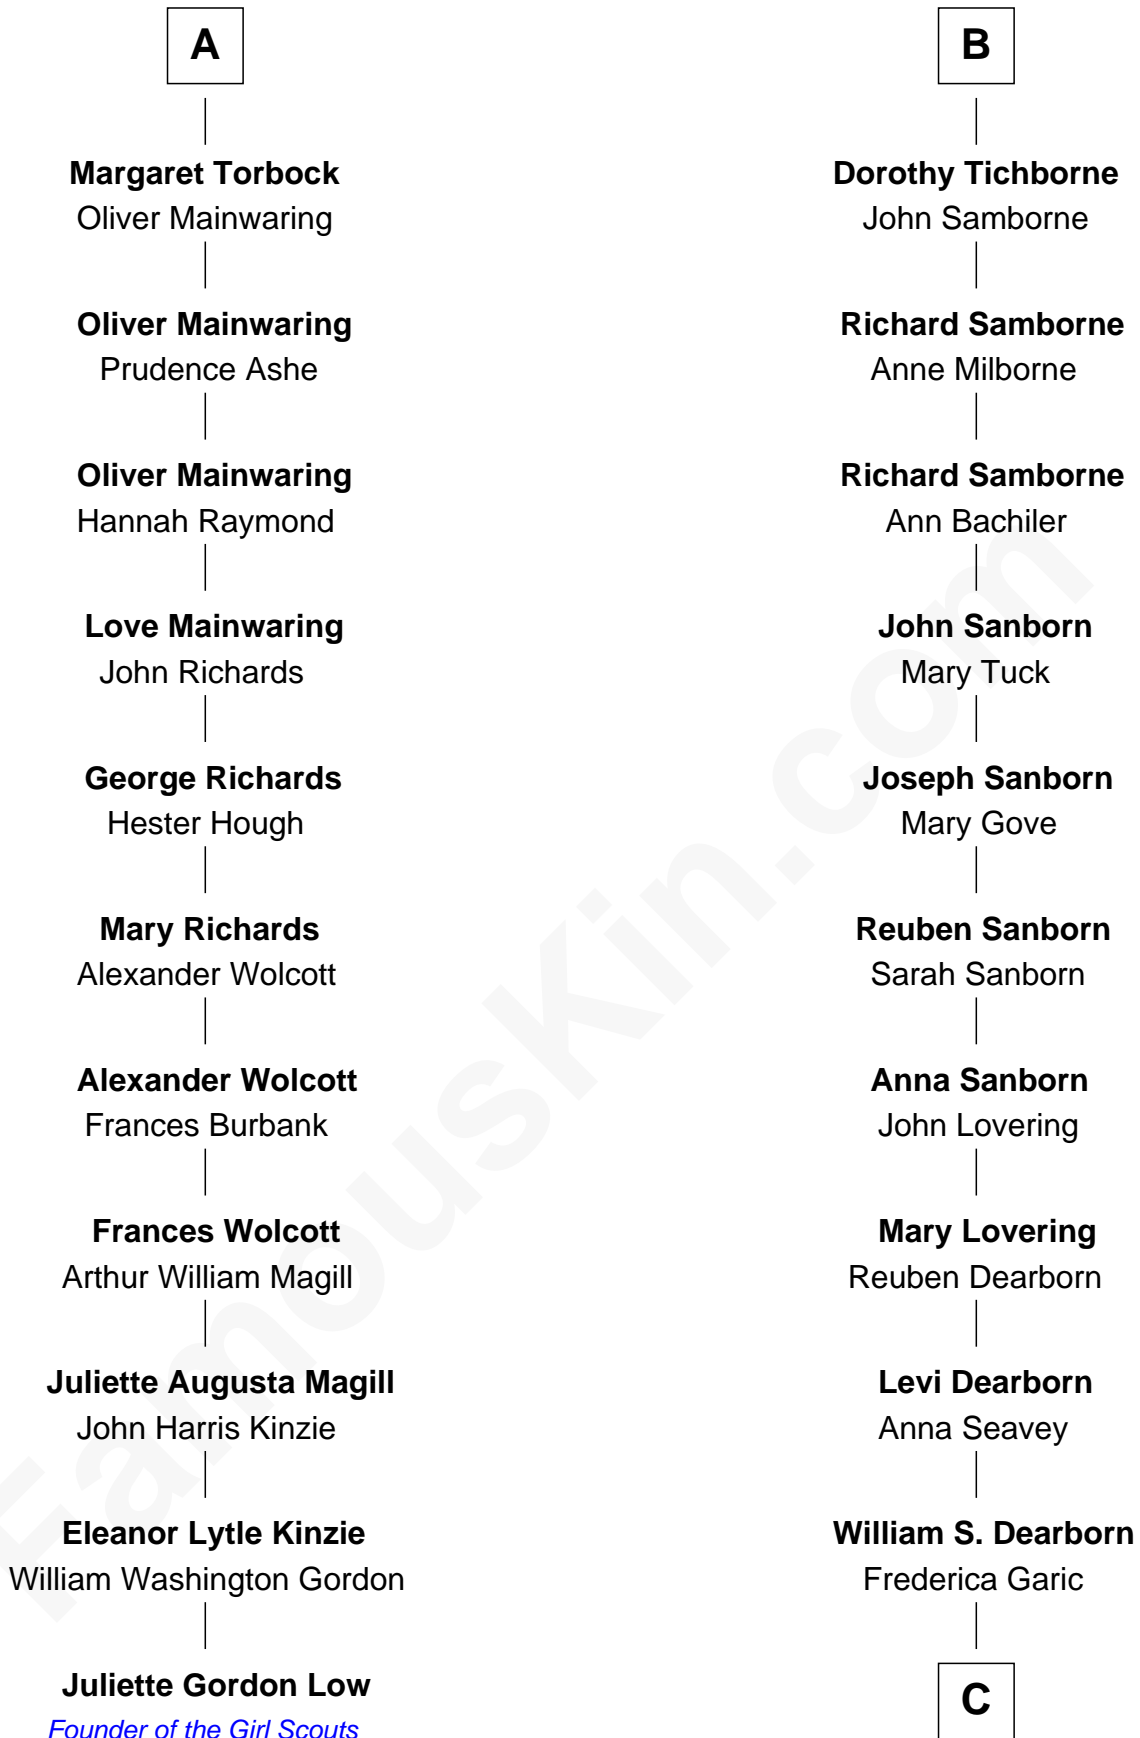 A
Margaret Torbock
Oliver Mainwaring
Oliver Mainwaring
Prudence Ashe
Oliver Mainwaring
Hannah Raymond
Love Mainwaring
John Richards
George Richards
Hester Hough
Mary Richards
Alexander Wolcott
Alexander Wolcott
Frances Burbank
Frances Wolcott
Arthur William Magill
Juliette Augusta Magill
John Harris Kinzie
Eleanor Lytle Kinzie
William Washington Gordon
Juliette Gordon Low
Founder of the Girl Scouts
B
Dorothy Tichborne
John Samborne
Richard Samborne
Anne Milborne
Richard Samborne
Ann Bachiler
John Sanborn
Mary Tuck
Joseph Sanborn
Mary Gove
Reuben Sanborn
Sarah Sanborn
Anna Sanborn
John Lovering
Mary Lovering
Reuben Dearborn
Levi Dearborn
Anna Seavey
William S. Dearborn
Frederica Garic
C
FamousKin.com